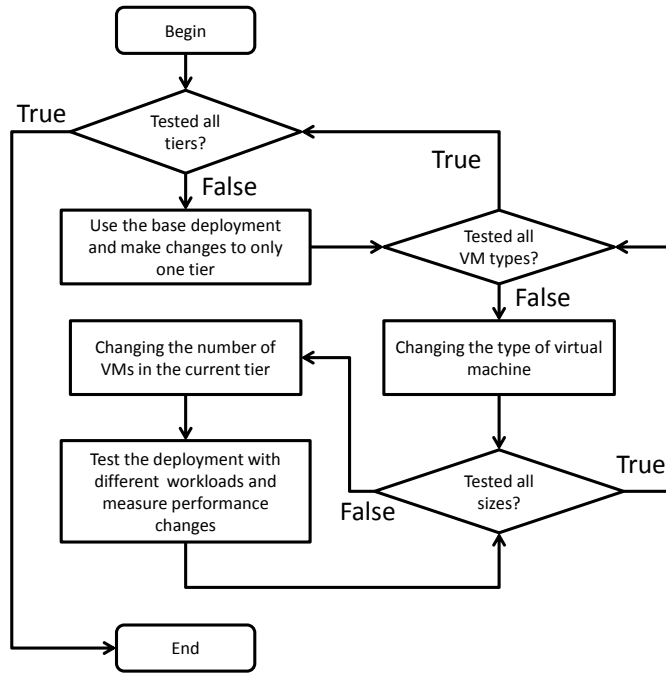 Begin
True
Tested all
tiers?
True
False
Use the base deployment
and make changes to only
one tier
Tested all
VM types?
False
Changing the number of
VMs in the current tier
Changing the type of virtual
machine
Test the deployment with
different workloads and
measure performance
changes
Tested all
sizes?
True
False
End